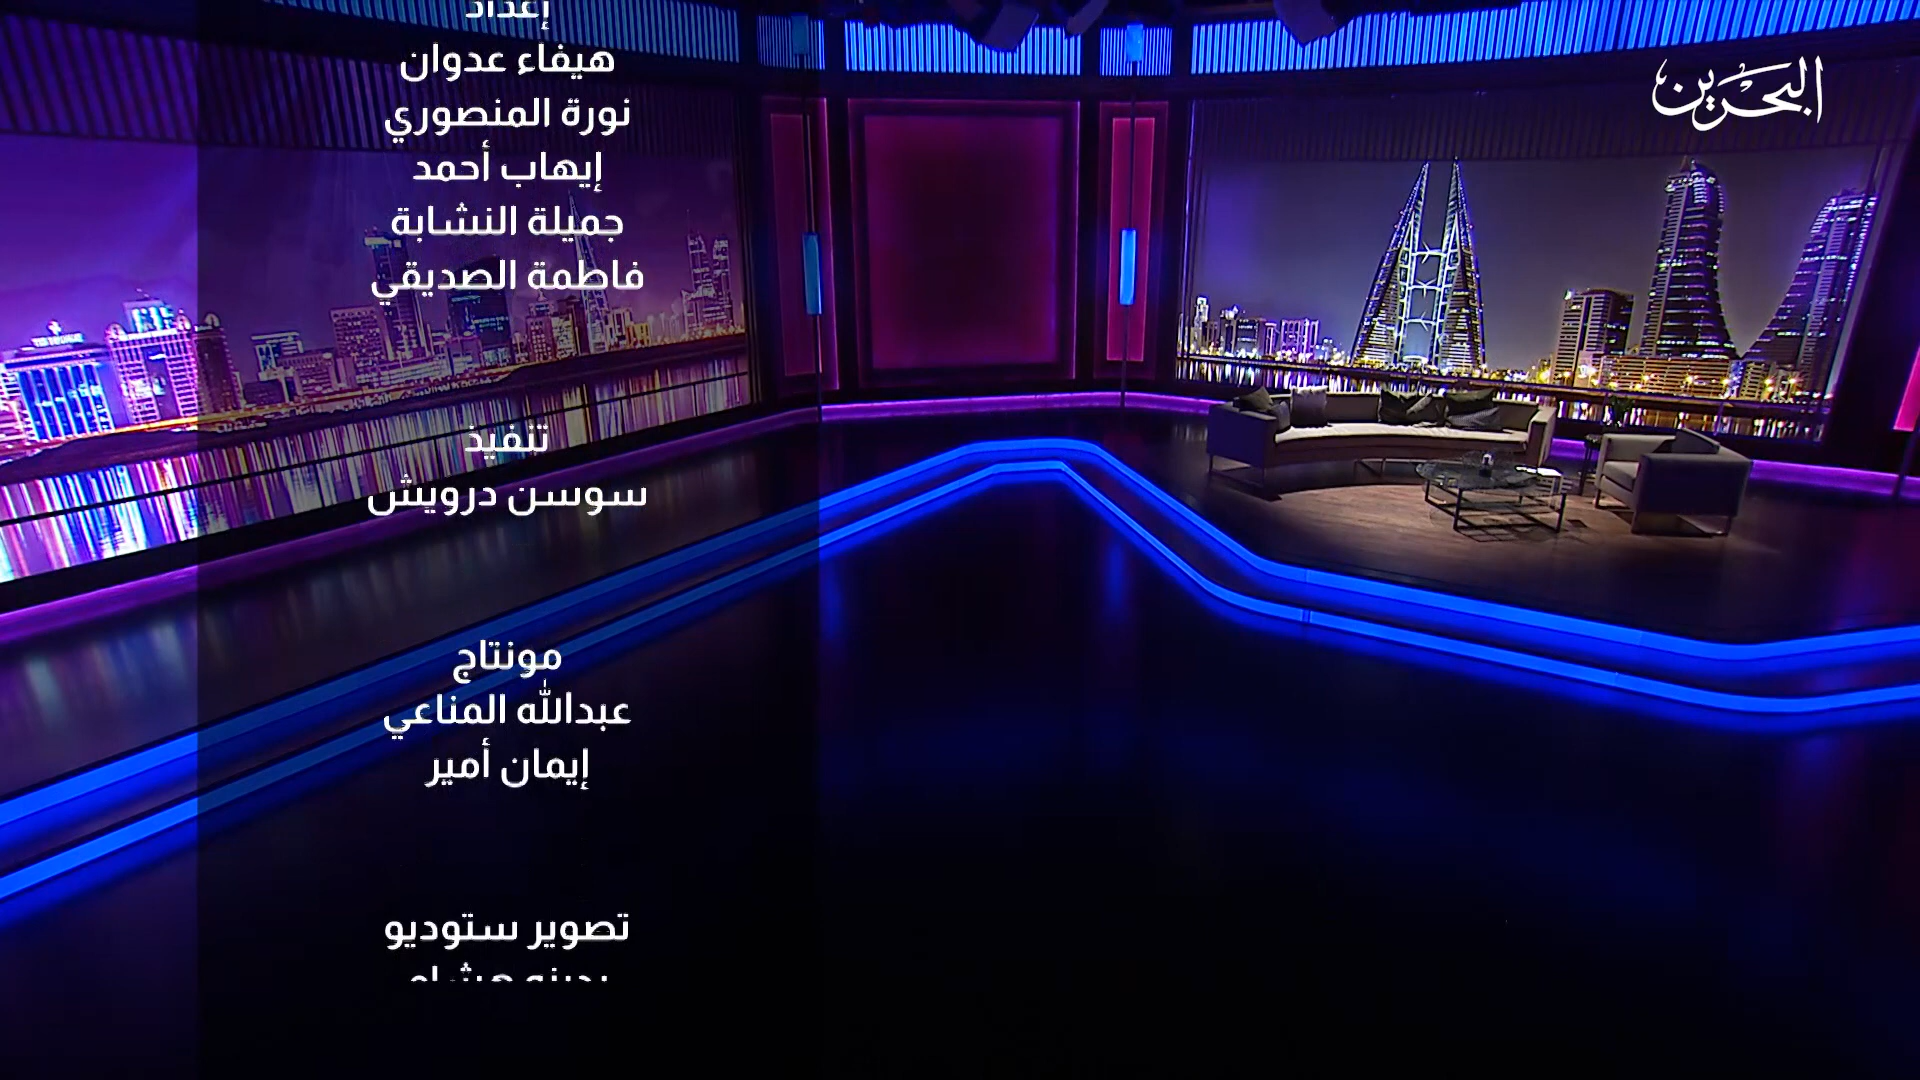 إعداد
هيفاء عدوان
نورة المنصوري
إيهاب أحمد
جميلة النشابة
فاطمة الصديقي
تنفيذ
سوسن درويش
مونتاج
عبدالله المناعي
إيمان أمير
تصوير ستوديو
البحرين